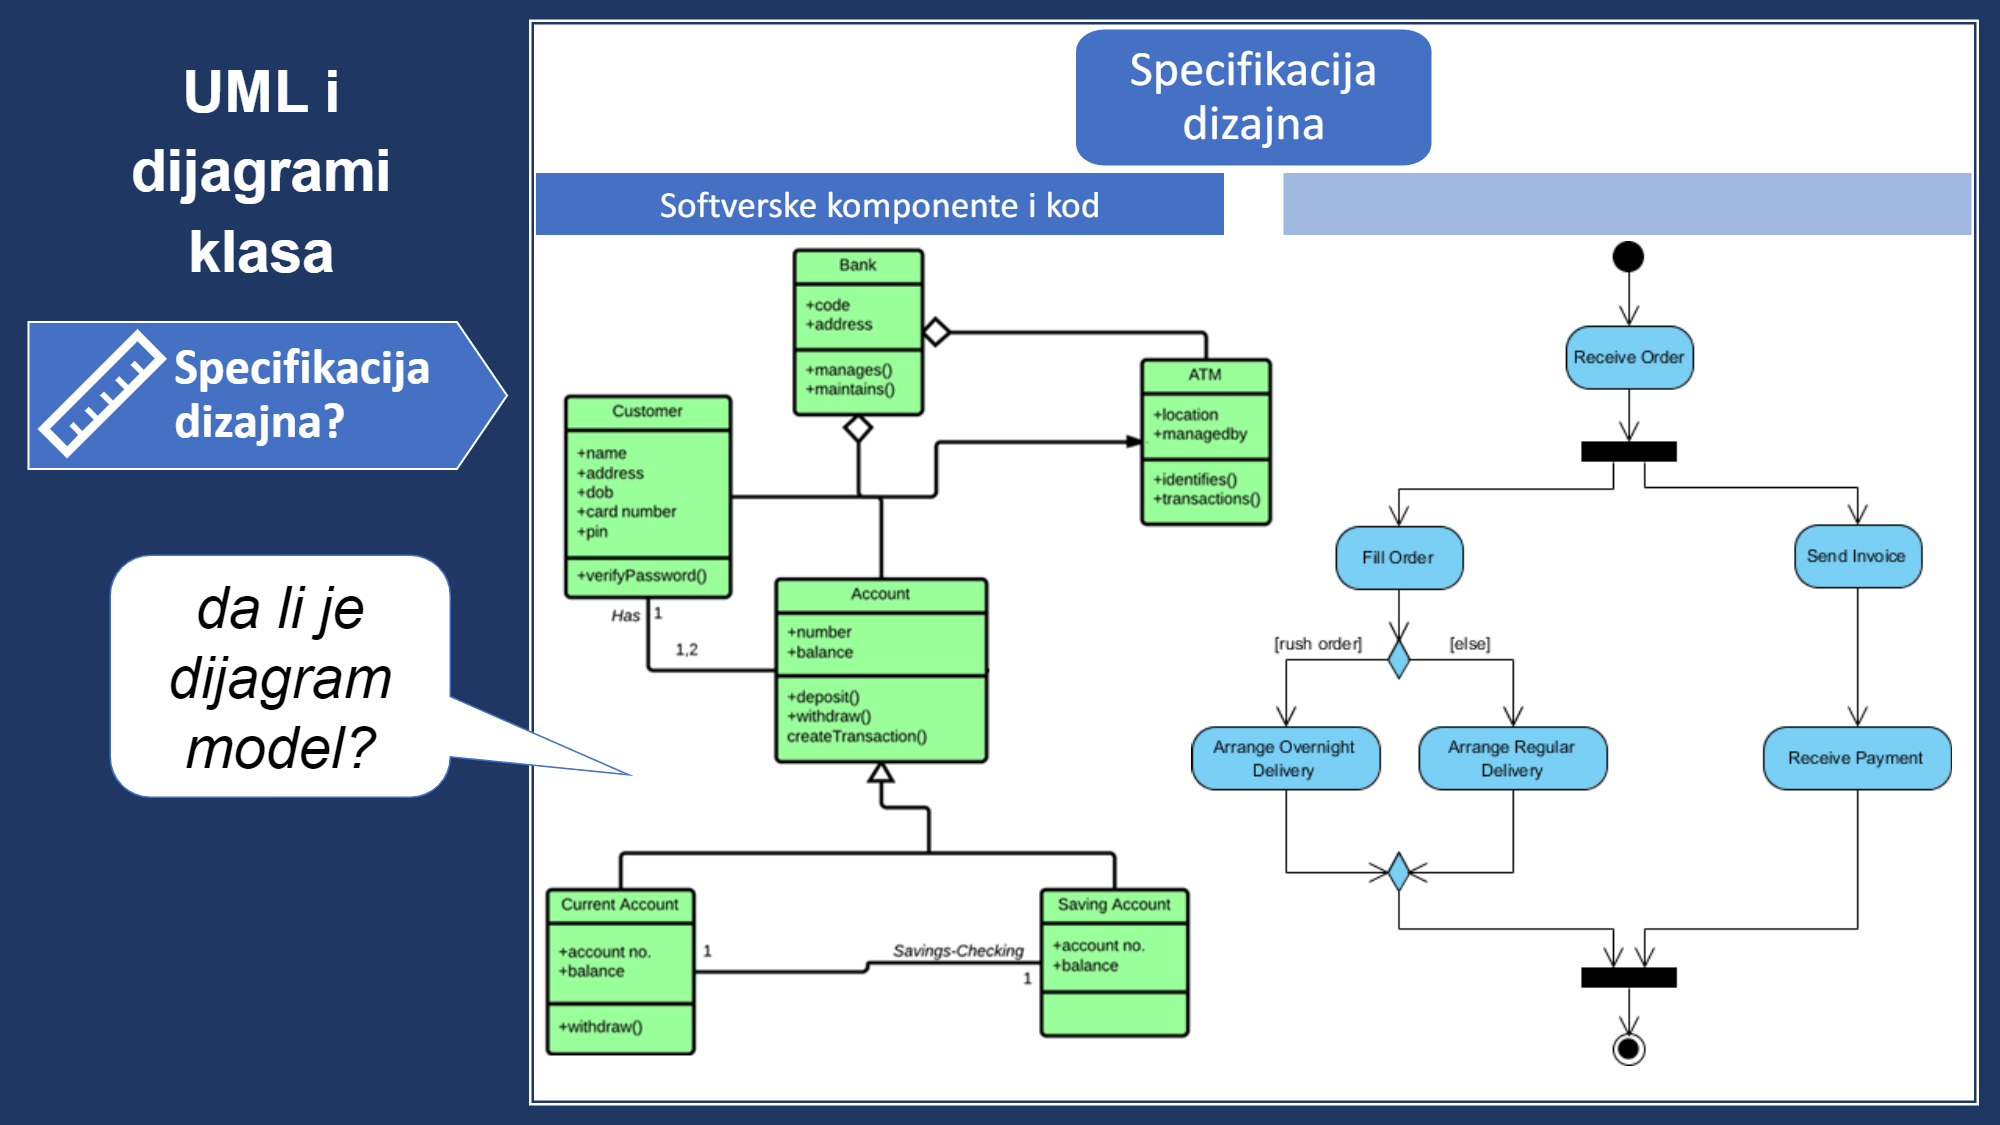 UML i
dijagrami
klasa
Specifikacija
dizajna?
da li je
dijagram
model?
Specifikacija
dizajna
Softverske komponente i kod
Bank
+code
+address
+manages()
+maintains()
ATM
+location
+managedby
+identifies()
+transactions()
Customer
+name
+address
+dob
+card number
+pin
+verifyPassword()
Has
1
1,2
Account
+number
+balance
+deposit()
+withdraw()
createTransaction()
Current Account
+account no.
+balance
+withdraw()
1
Savings-Checking
1
Saving Account
+account no.
+balance
Receive Order
Fill Order
Send Invoice
[rush order]
[else]
Arrange Overnight
Delivery
Arrange Regular
Delivery
Receive Payment